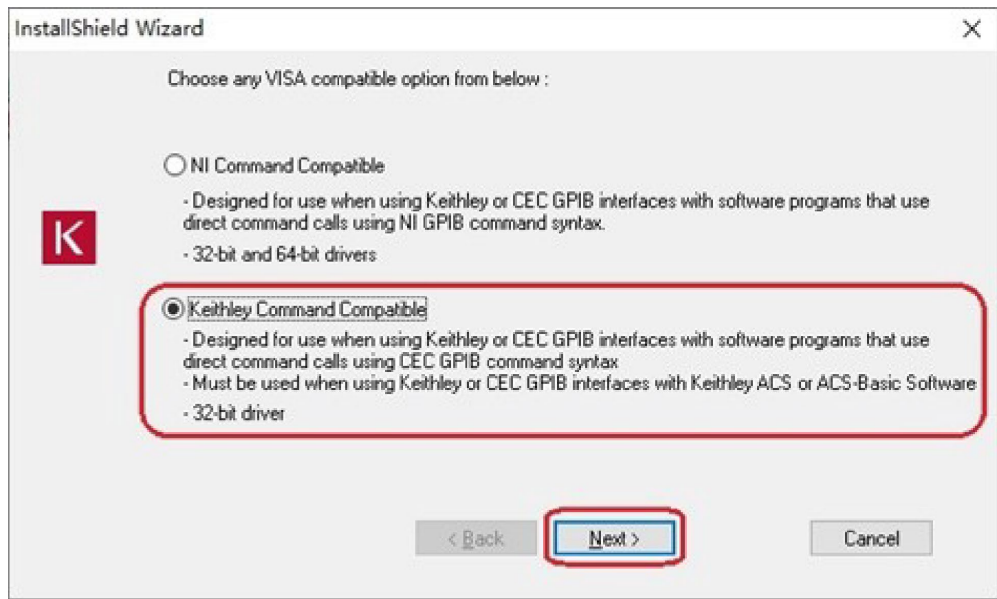 InstallShield Wizard
Choose any VISA compatible option from below :
NI Command Compatible
- Designed for use when using Keithley or CEC GPIB interfaces with software programs that use
direct command calls using NI GPIB command syntax.
- 32-bit and 64-bit drivers
K
Keithley Command Compatible
- Designed for use when using Keithley or CEC GPIB interfaces with software programs that use
direct command calls using CEC GPIB command syntax
- Must be used when using Keithley or CEC GPIB interfaces with Keithley ACS or ACS-Basic Software
- 32-bit driver
< Back
Next >
Cancel